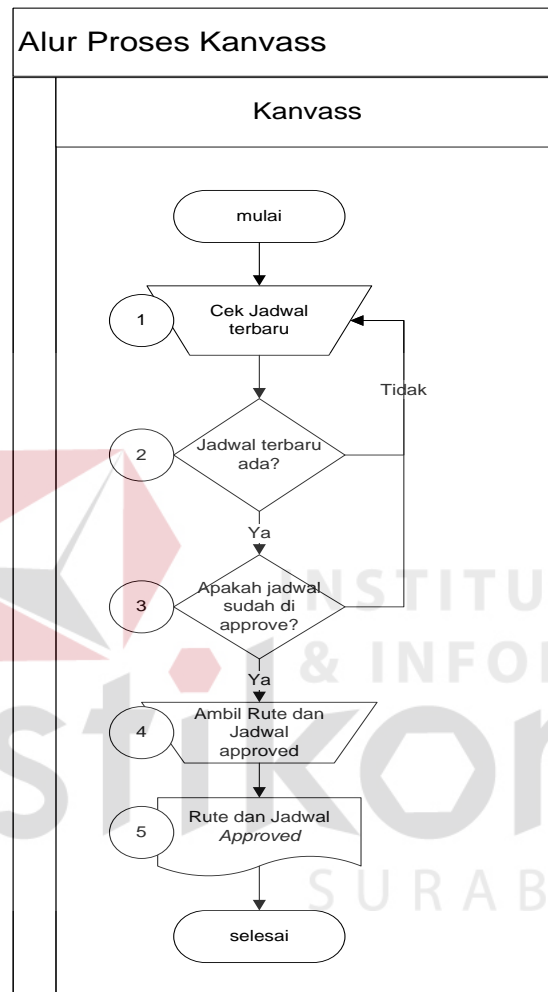 Alur Proses Kanvass
Kanvass
mulai
1
Cek Jadwal
terbaru
Tidak
2
Jadwal terbaru
ada?
Ya
3
Apakah jadwal
sudah di
approve?
INSTITU
& INFO
Ya
4
Ambil Rute dan
Jadwal
approved
stikom
5
Rute dan Jadwal
Approved
SURAB
selesai